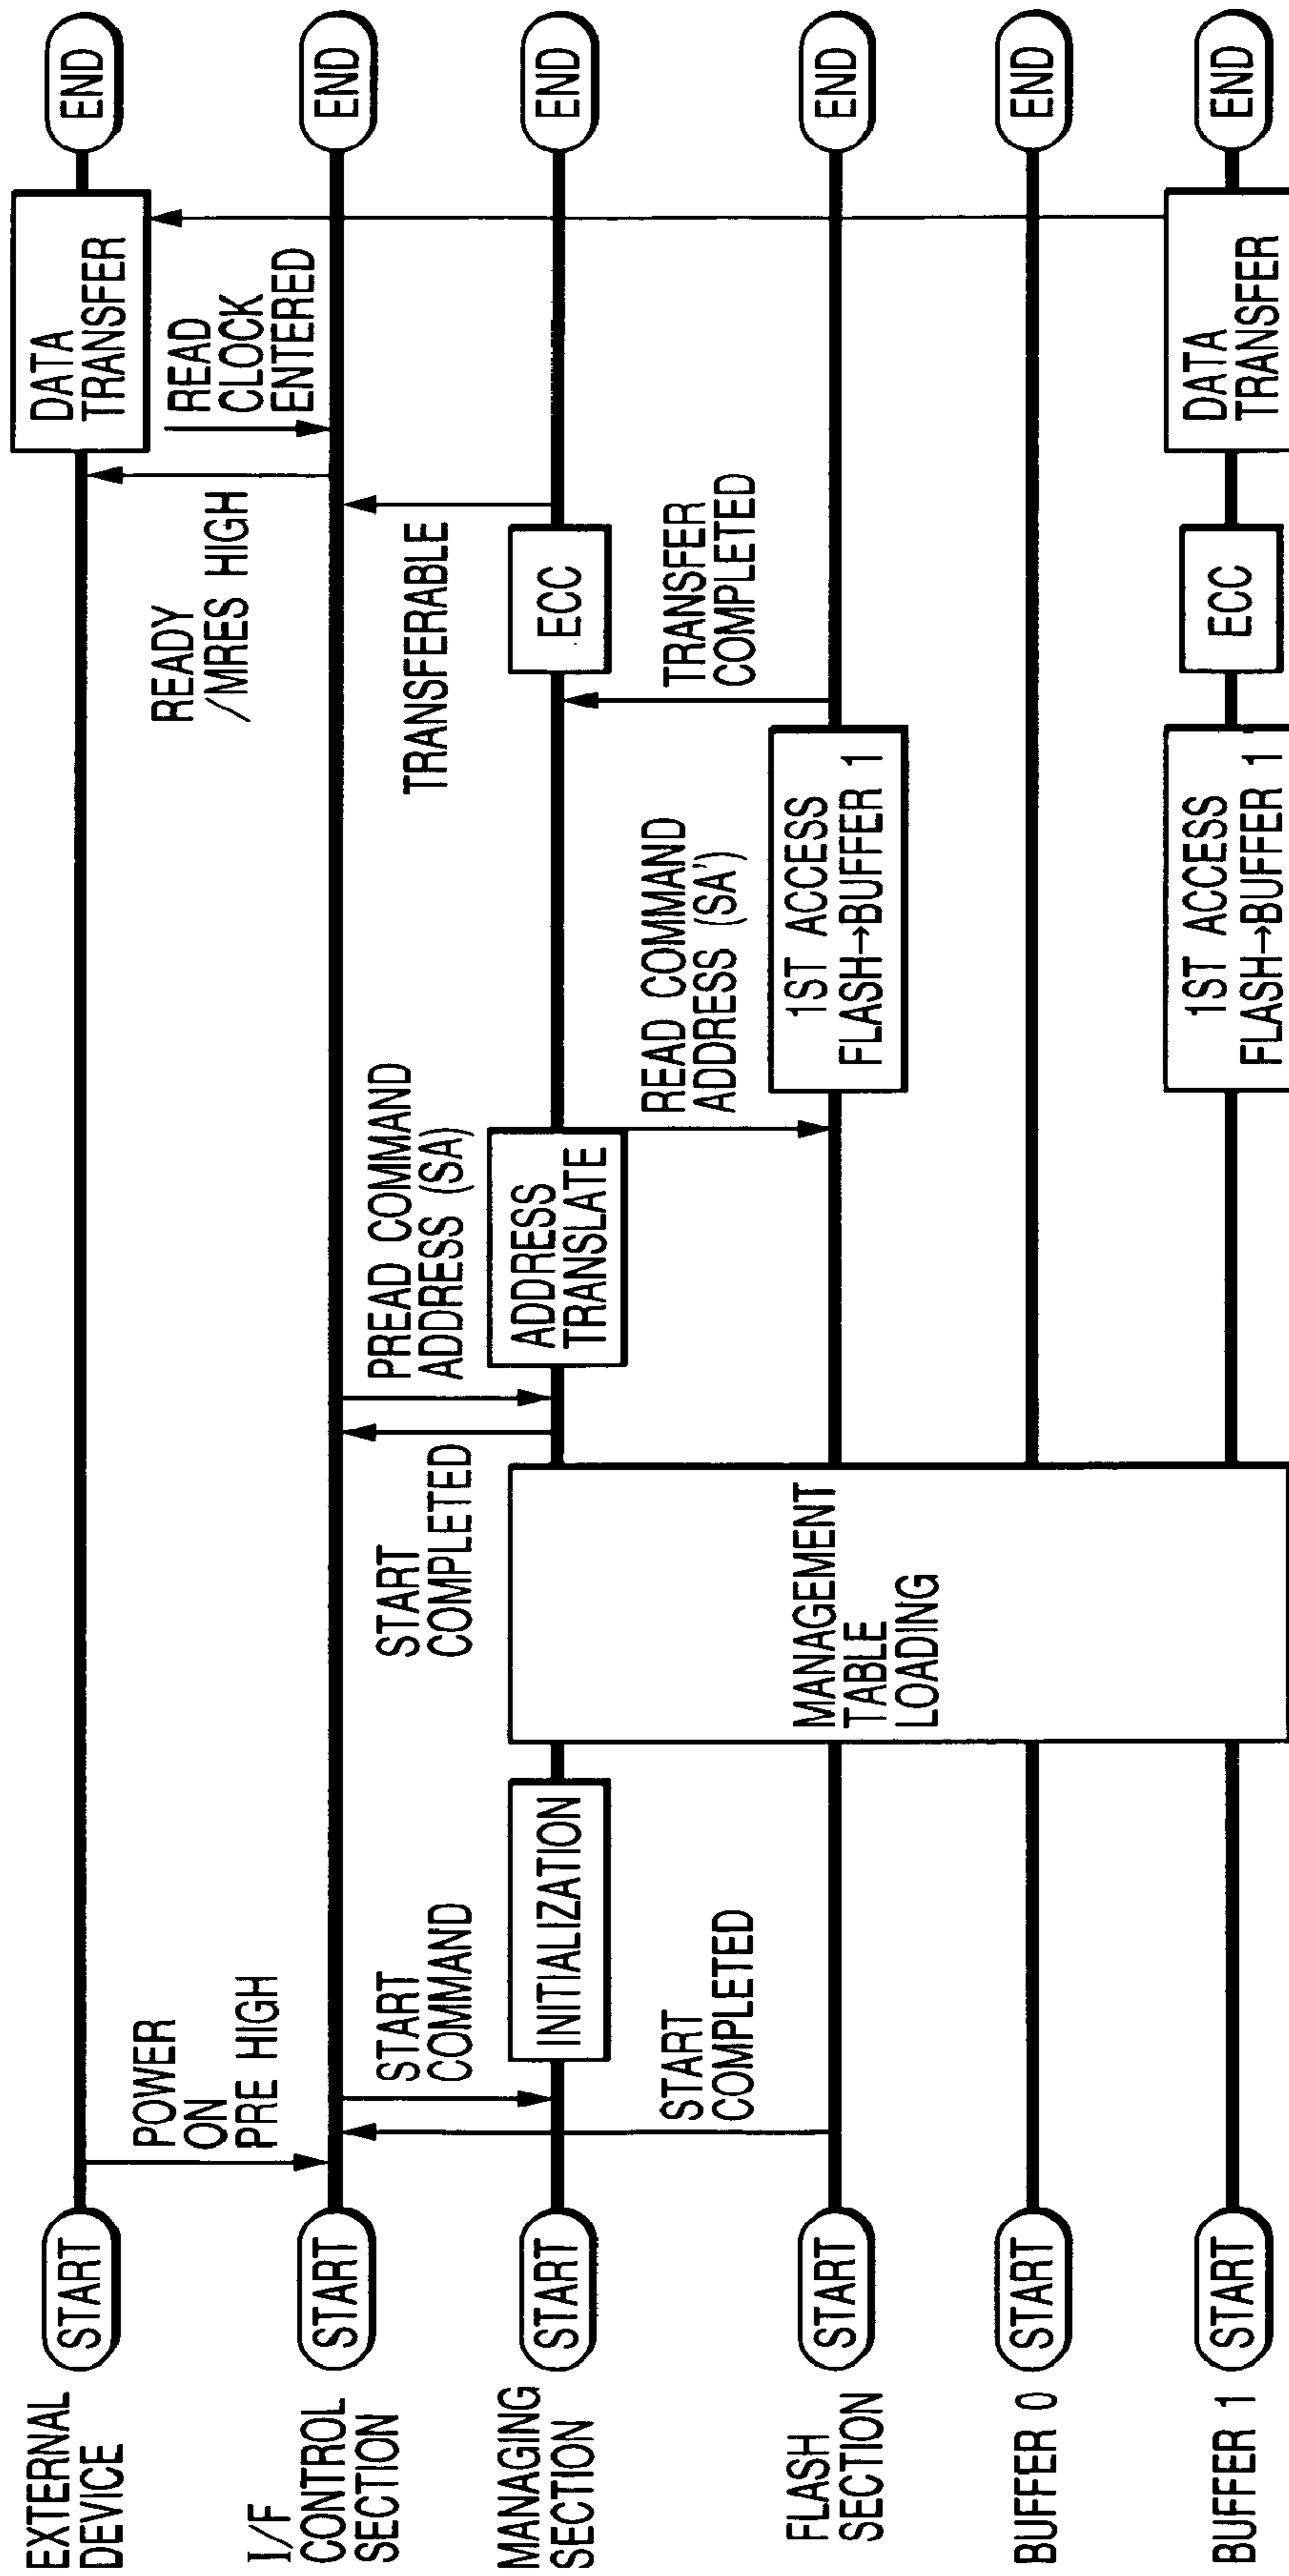 EXTERNAL
DEVICE
START
POWER
ON
PRE HIGH
READY
/MRES HIGH
DATA
TRANSFER
READ
CLOCK
ENTERED
END
I/F
CONTROL
SECTION
START
START
COMMAND
START
COMPLETED
PREAD COMMAND
ADDRESS (SA)
TRANSFERABLE
END
MANAGING
SECTION
START
INITIALIZATION
MANAGEMENT
TABLE
LOADING
ADDRESS
TRANSLATE
ECC
END
START
COMPLETED
READ COMMAND
ADDRESS (SA')
TRANSFER
COMPLETED
FLASH
SECTION
START
1ST ACCESS
FLASH→BUFFER 1
END
BUFFER 0
START
END
BUFFER 1
START
1ST ACCESS
FLASH→BUFFER 1
ECC
DATA
TRANSFER
END